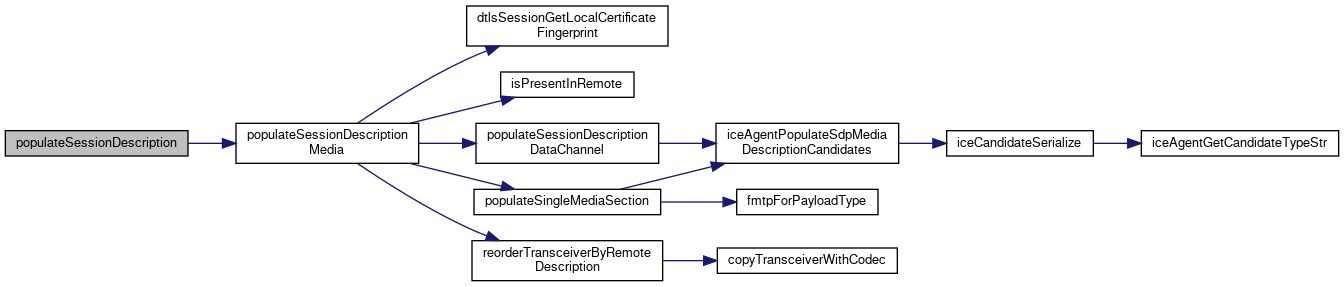 populateSessionDescription
populateSessionDescription
Media
dtlsSessionGetLocalCertificate
Fingerprint
isPresentInRemote
populateSessionDescription
DataChannel
populateSingleMediaSection
reorderTransceiverByRemote
Description
iceAgentPopulateSdpMedia
DescriptionCandidates
fmtpForPayloadType
copyTransceiverWithCodec
iceCandidateSerialize
iceAgentGetCandidateTypeStr